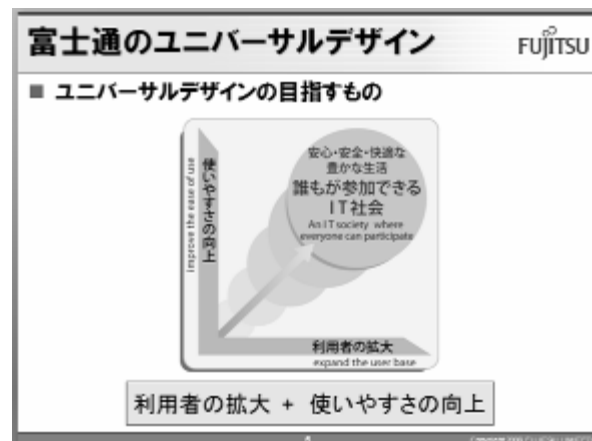 富士通のユニバーサルデザイン
FUJITSU
■ ユニバーサルデザインの目指すもの
安心・安全・快適な
豊かな生活
誰もが参加できる
IT社会
An IT society where
everyone can participate
使いやすさの向上
improve the ease of use
利用者の拡大
expand the user base
利用者の拡大 + 使いやすさの向上